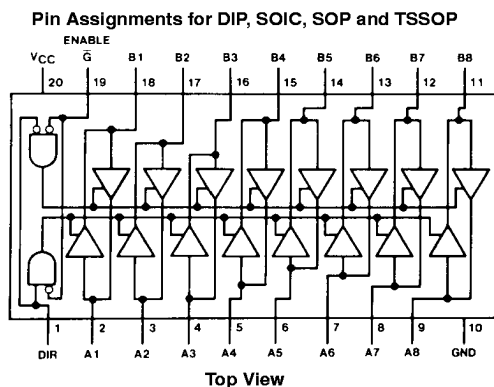 Pin Assignments for DIP, SOIC, SOP and TSSOP
ENABLE
VCC G̅ B1 B2 B3 B4 B5 B6 B7 B8
20 19 18 17 16 15 14 13 12 11
1 2 3 4 5 6 7 8 9 10
DIR A1 A2 A3 A4 A5 A6 A7 A8 GND
Top View